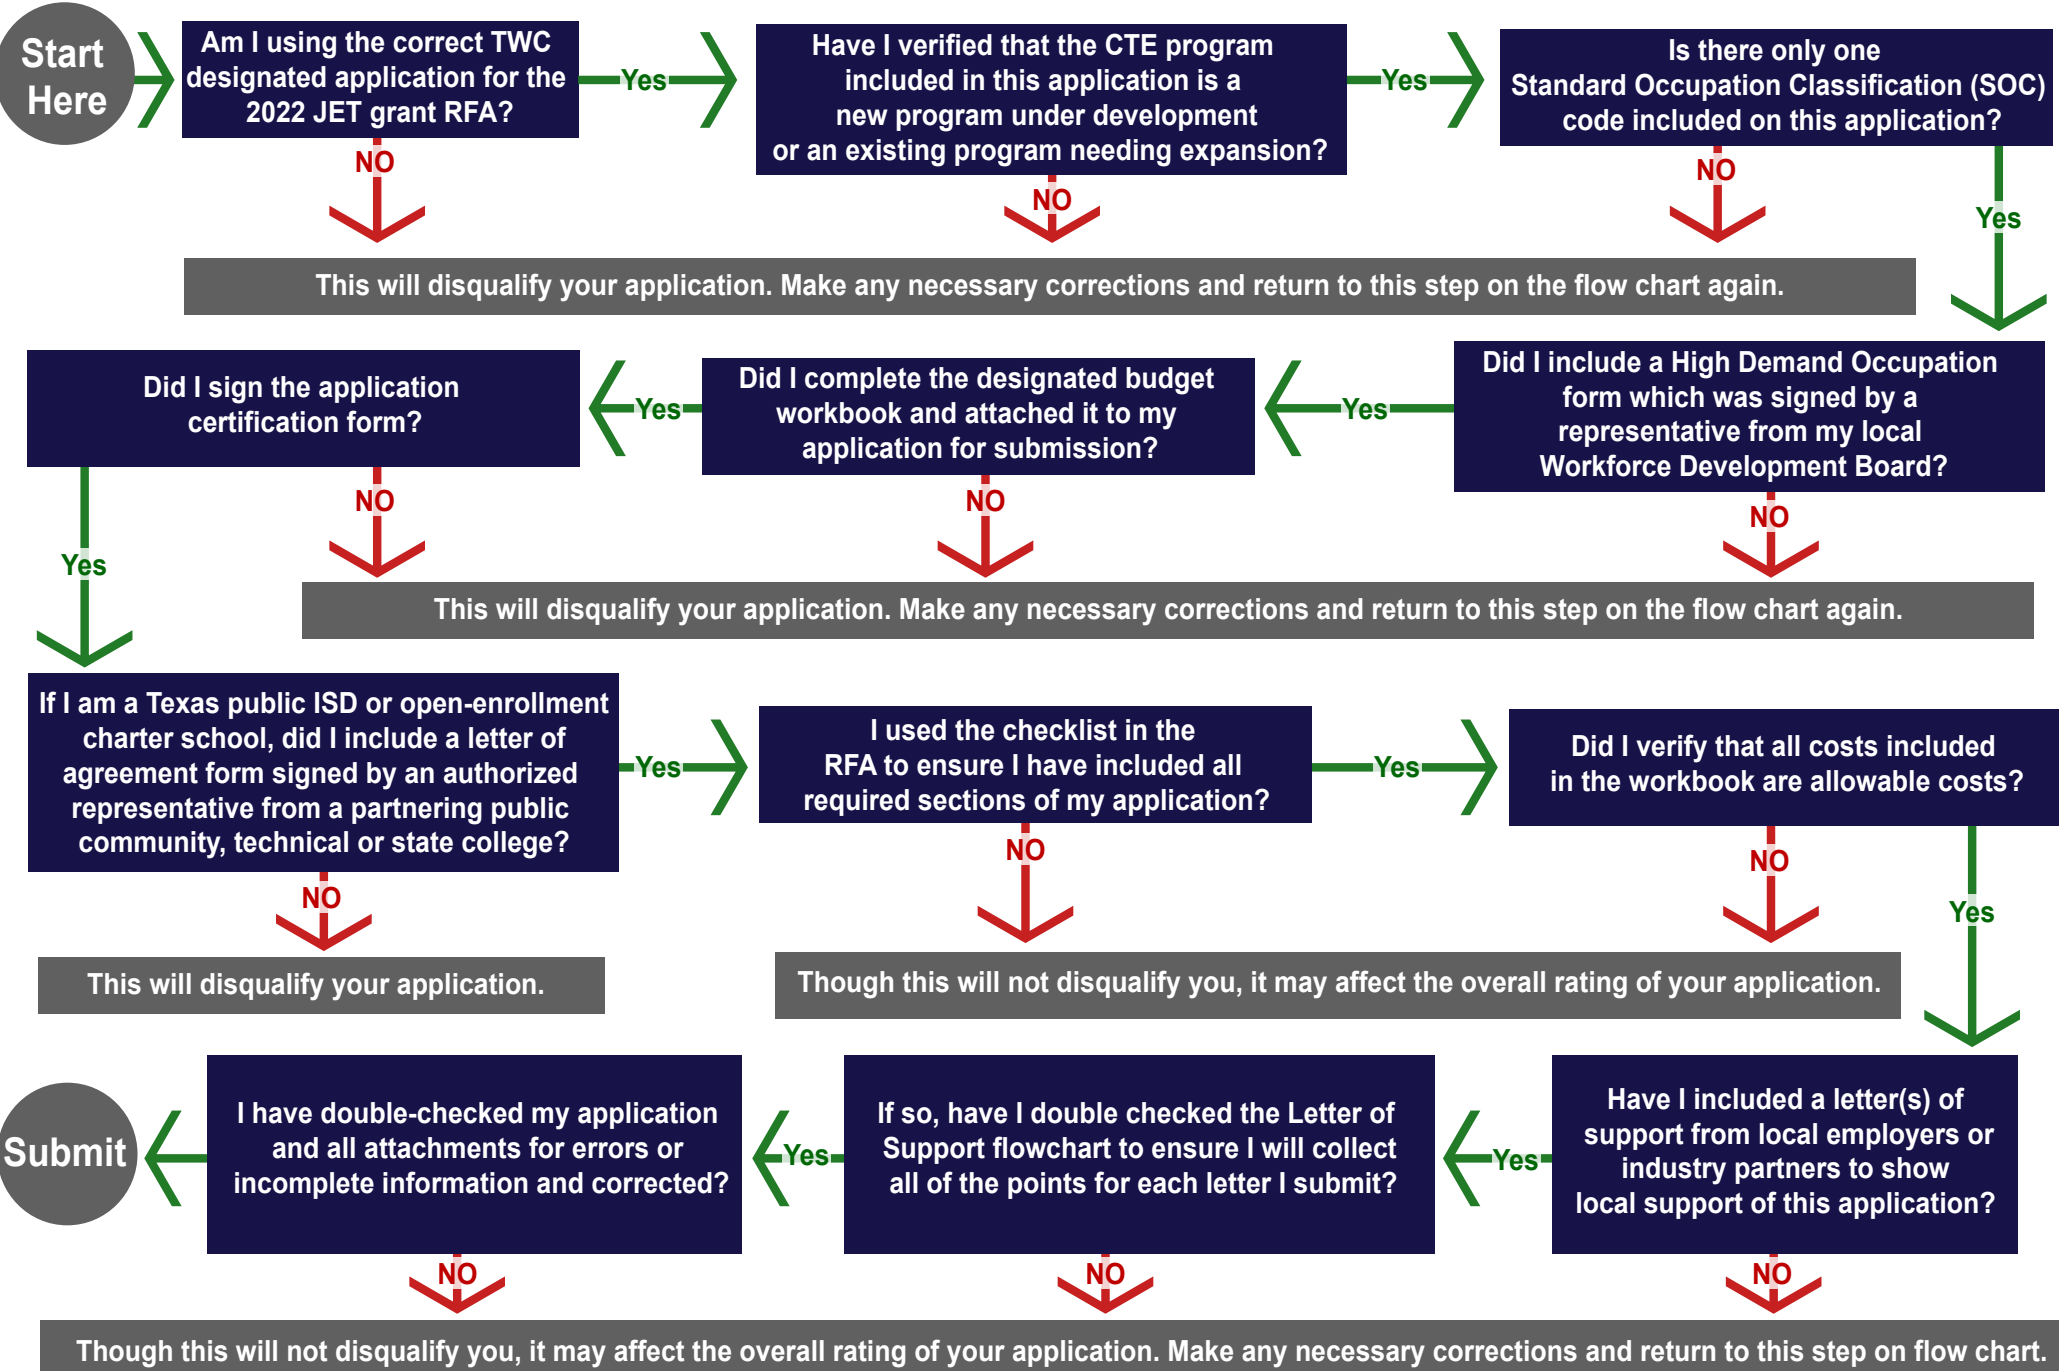 Start
Here
Am I using the correct TWC
designated application for the
2022 JET grant RFA?
Yes
Have I verified that the CTE program
included in this application is a
new program under development
or an existing program needing expansion?
Yes
Is there only one
Standard Occupation Classification (SOC)
code included on this application?
NO
NO
NO
Yes
This will disqualify your application. Make any necessary corrections and return to this step on the flow chart again.
Did I include a High Demand Occupation
form which was signed by a
representative from my local
Workforce Development Board?
Yes
Did I complete the designated budget
workbook and attached it to my
application for submission?
Yes
Did I sign the application
certification form?
NO
NO
NO
Yes
This will disqualify your application. Make any necessary corrections and return to this step on the flow chart again.
If I am a Texas public ISD or open-enrollment
charter school, did I include a letter of
agreement form signed by an authorized
representative from a partnering public
community, technical or state college?
Yes
I used the checklist in the
RFA to ensure I have included all
required sections of my application?
Yes
Did I verify that all costs included
in the workbook are allowable costs?
NO
NO
NO
Yes
This will disqualify your application.
Though this will not disqualify you, it may affect the overall rating of your application.
Have I included a letter(s) of
support from local employers or
industry partners to show
local support of this application?
Yes
If so, have I double checked the Letter of
Support flowchart to ensure I will collect
all of the points for each letter I submit?
Yes
I have double-checked my application
and all attachments for errors or
incomplete information and corrected?
Submit
NO
NO
NO
Though this will not disqualify you, it may affect the overall rating of your application. Make any necessary corrections and return to this step on flow chart.